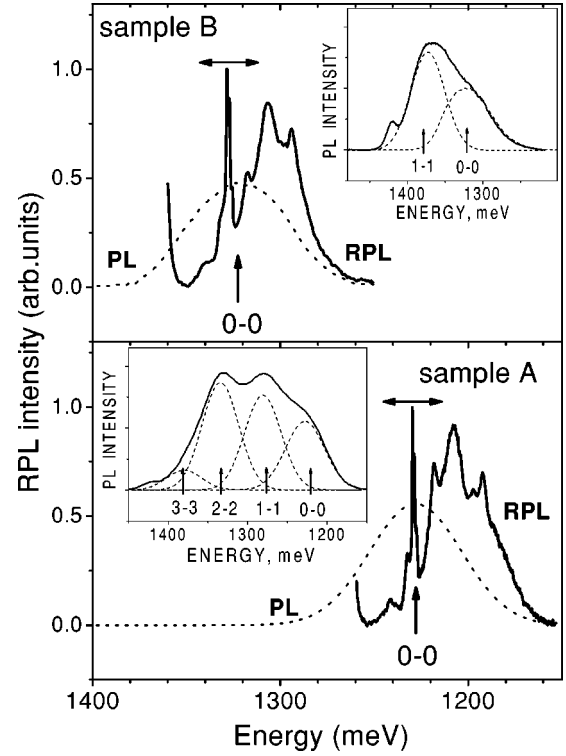 sample B
PL INTENSITY
1-1 0-0
1400 1300
ENERGY, meV
1.0
0.5
0.0
PL
RPL
0-0
RPL intensity (arb.units)
sample A
PL INTENSITY
3-3 2-2 1-1 0-0
1400 1300 1200
ENERGY, meV
1.0
0.5
0.0
RPL
PL
0-0
1400 1300 1200
Energy (meV)